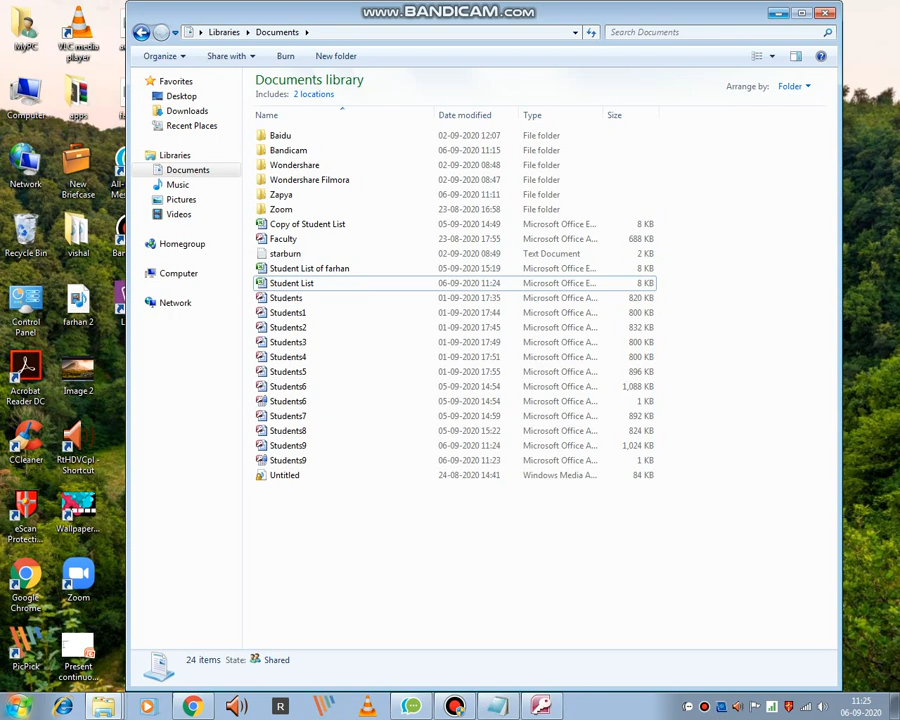 www.BANDICAM.com
MyPC
VLC media player
Computer
apps
Network
New Briefcase
Recycle Bin
vishal
Control Panel
farhan 2
Acrobat Reader DC
Image 2
CCleaner
RtHDVCpl - Shortcut
eScan Protecti...
Wallpaper...
Google Chrome
Zoom
PicPick
Present continuo...
Libraries Documents
Search Documents
Organize Share with Burn New folder
Favorites
Desktop
Downloads
Recent Places
Libraries
Documents
Music
Pictures
Videos
Homegroup
Computer
Network
Documents library
Includes: 2 locations
Arrange by: Folder
Name Date modified Type Size
Baidu 02-09-2020 12:07 File folder
Bandicam 06-09-2020 11:15 File folder
Wondershare 02-09-2020 08:48 File folder
Wondershare Filmora 02-09-2020 08:47 File folder
Zapya 06-09-2020 11:11 File folder
Zoom 23-08-2020 16:58 File folder
Copy of Student List 05-09-2020 14:49 Microsoft Office E... 8 KB
Faculty 23-08-2020 17:55 Microsoft Office A... 688 KB
starburn 02-09-2020 08:49 Text Document 2 KB
Student List of farhan 05-09-2020 15:19 Microsoft Office E... 8 KB
Student List 06-09-2020 11:24 Microsoft Office E... 8 KB
Students 01-09-2020 17:35 Microsoft Office A... 820 KB
Students1 01-09-2020 17:44 Microsoft Office A... 800 KB
Students2 01-09-2020 17:45 Microsoft Office A... 832 KB
Students3 01-09-2020 17:49 Microsoft Office A... 800 KB
Students4 01-09-2020 17:51 Microsoft Office A... 800 KB
Students5 01-09-2020 17:55 Microsoft Office A... 896 KB
Students6 05-09-2020 14:54 Microsoft Office A... 1,088 KB
Students6 05-09-2020 14:54 Microsoft Office A... 1 KB
Students7 05-09-2020 14:59 Microsoft Office A... 892 KB
Students8 05-09-2020 15:22 Microsoft Office A... 824 KB
Students9 06-09-2020 11:24 Microsoft Office A... 1,024 KB
Students9 06-09-2020 11:23 Microsoft Office A... 1 KB
Untitled 24-08-2020 14:41 Windows Media A... 84 KB
24 items State: Shared
R
11:25
06-09-2020